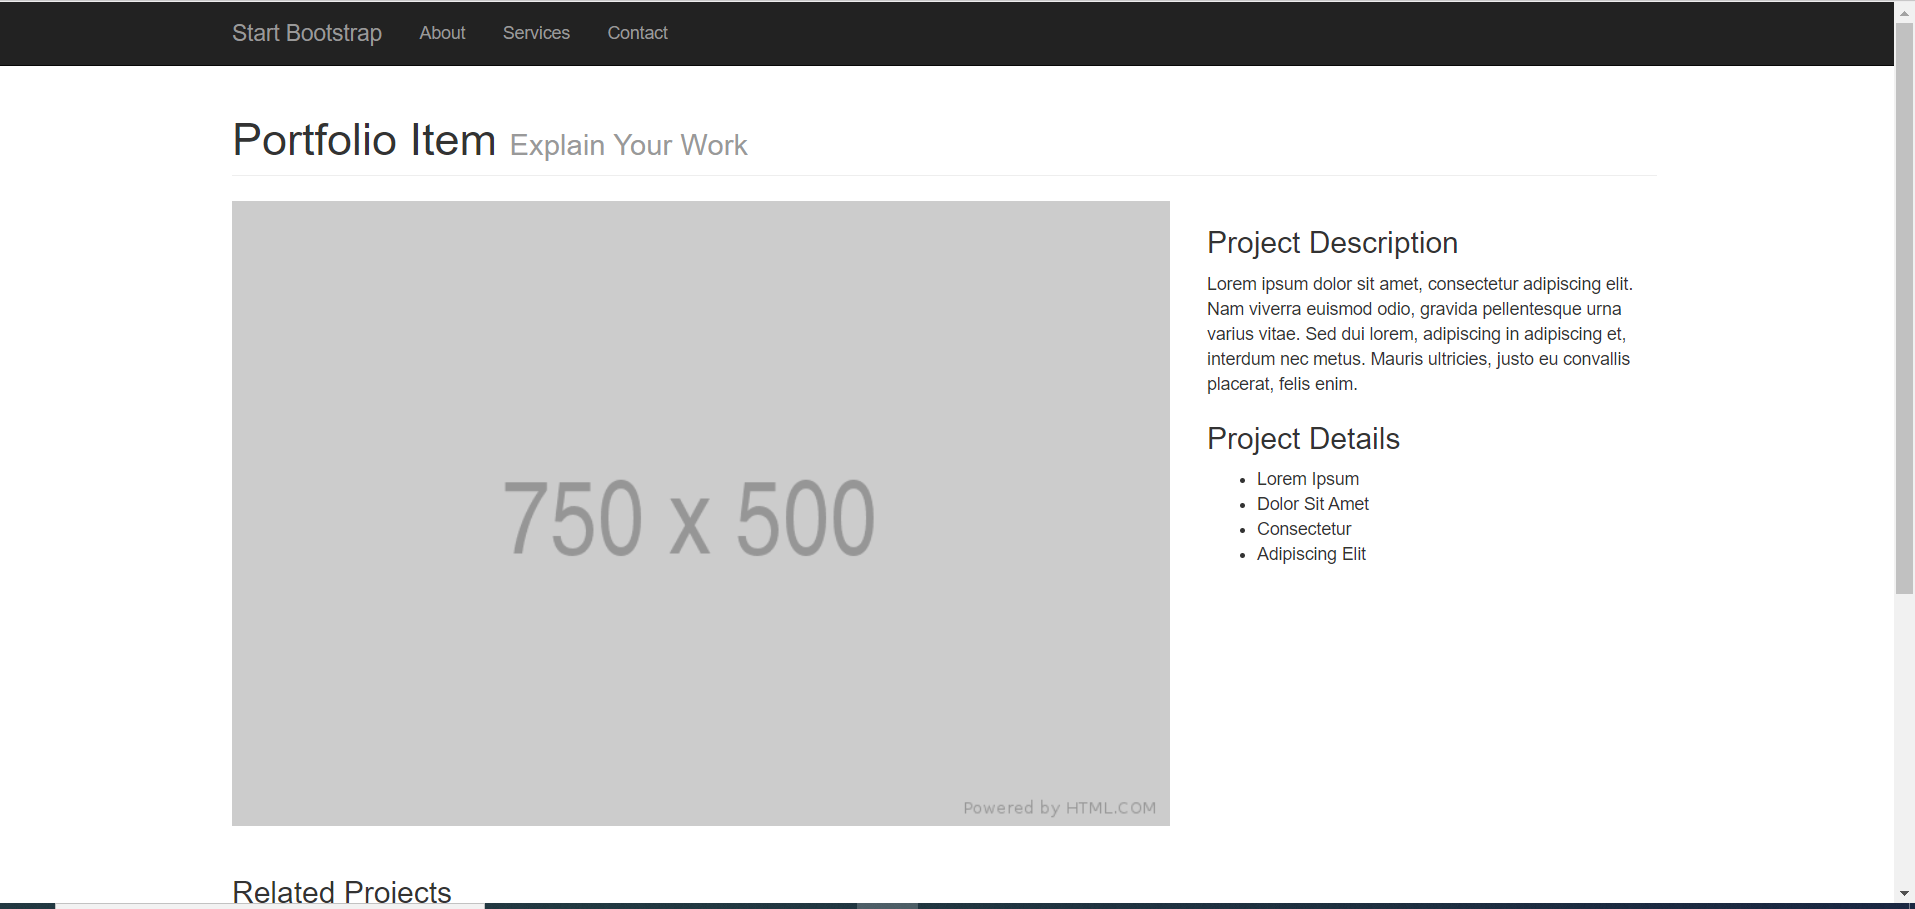 Start Bootstrap About Services Contact
Portfolio Item Explain Your Work
750 x 500
Powered by HTML.COM
Project Description
Lorem ipsum dolor sit amet, consectetur adipiscing elit.
Nam viverra euismod odio, gravida pellentesque urna
varius vitae. Sed dui lorem, adipiscing in adipiscing et,
interdum nec metus. Mauris ultricies, justo eu convallis
placerat, felis enim.
Project Details
Lorem Ipsum
Dolor Sit Amet
Consectetur
Adipiscing Elit
Related Projects